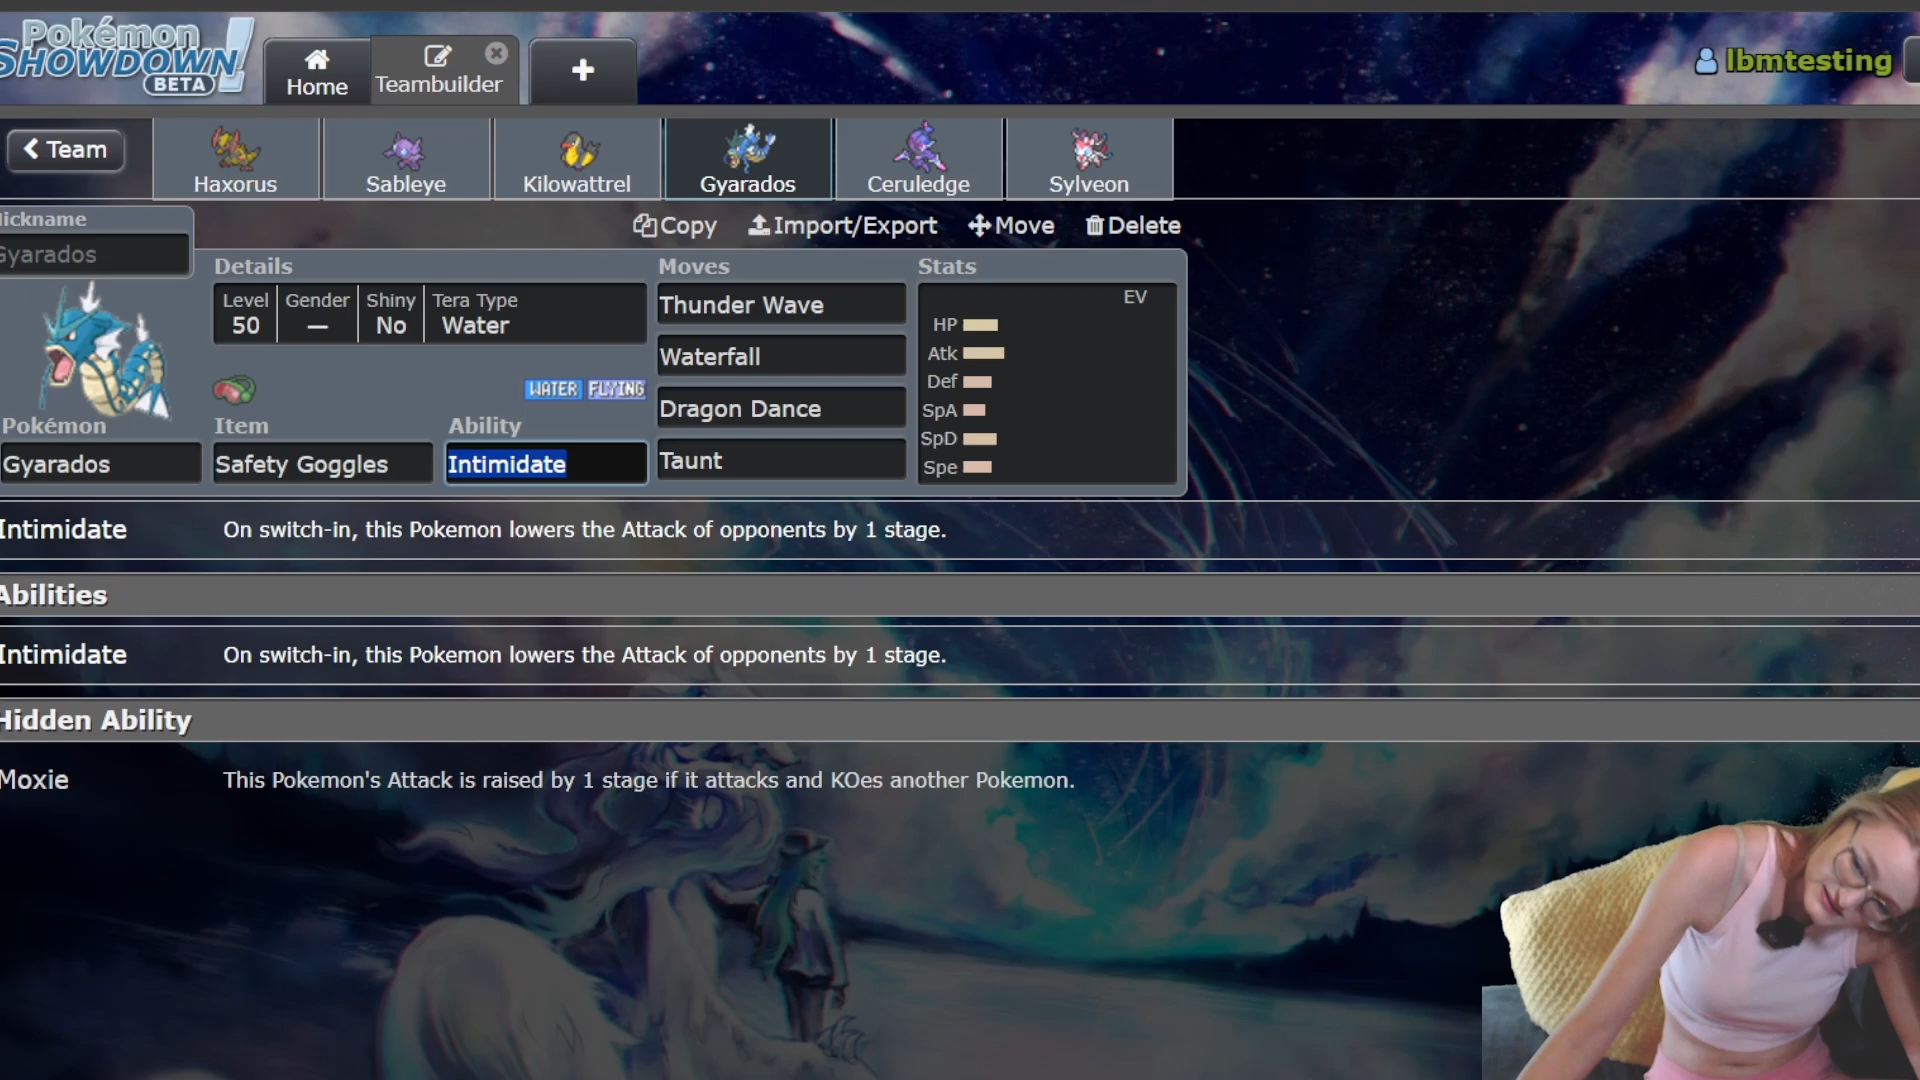 Pokémon
SHOWDOWN!
BETA
Home
Teambuilder
lbmtesting
Team
Haxorus
Sableye
Kilowattrel
Gyarados
Ceruledge
Sylveon
Nickname
Gyarados
Copy
Import/Export
Move
Delete
Details
Level
50
Gender
—
Shiny
No
Tera Type
Water
WATER FLYING
Pokémon
Gyarados
Item
Safety Goggles
Ability
Intimidate
Moves
Thunder Wave
Waterfall
Dragon Dance
Taunt
Stats
EV
HP
Atk
Def
SpA
SpD
Spe
Intimidate On switch-in, this Pokemon lowers the Attack of opponents by 1 stage.
Abilities
Intimidate On switch-in, this Pokemon lowers the Attack of opponents by 1 stage.
Hidden Ability
Moxie This Pokemon's Attack is raised by 1 stage if it attacks and KOes another Pokemon.